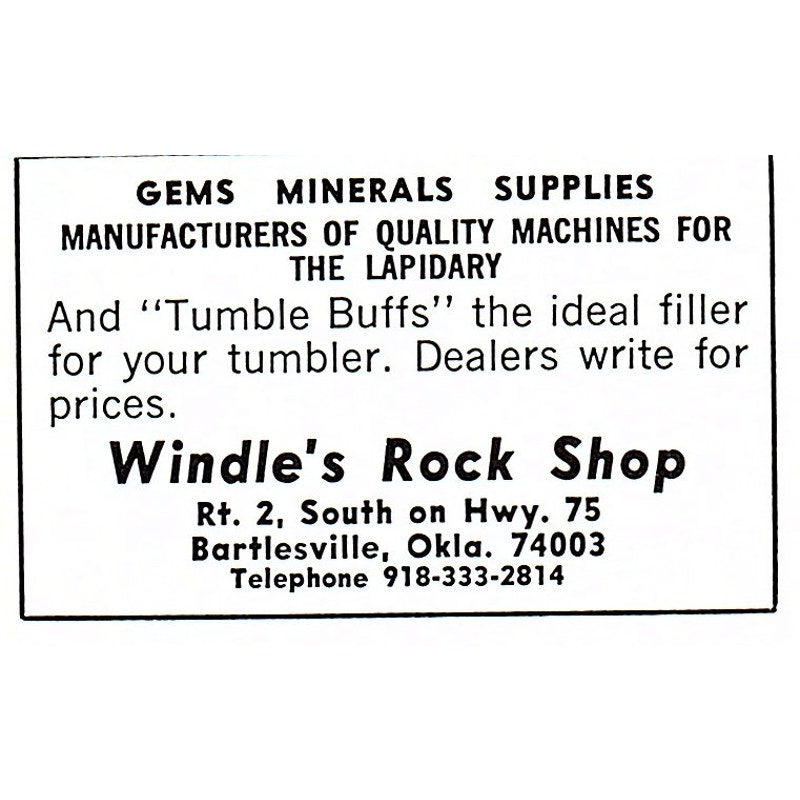 GEMS MINERALS SUPPLIES
MANUFACTURERS OF QUALITY MACHINES FOR
THE LAPIDARY
And "Tumble Buffs" the ideal filler
for your tumbler. Dealers write for
prices.
Windle's Rock Shop
Rt. 2, South on Hwy. 75
Bartlesville, Okla. 74003
Telephone 918-333-2814